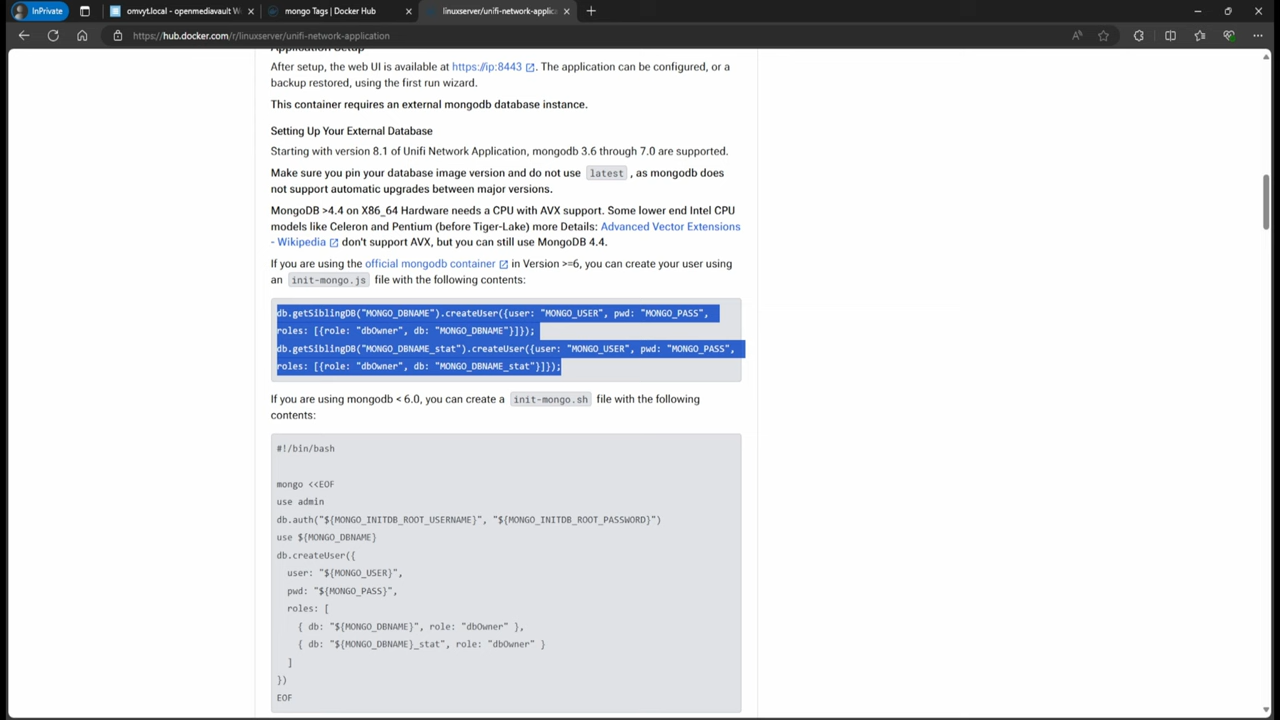 InPrivate
omvyt.local - openmediavault W
mongo Tags | Docker Hub
linuxserver/unifi-network-applic
https://hub.docker.com/r/linuxserver/unifi-network-application
Application Setup
After setup, the web UI is available at https://ip:8443 . The application can be configured, or a
backup restored, using the first run wizard.
This container requires an external mongodb database instance.
Setting Up Your External Database
Starting with version 8.1 of Unifi Network Application, mongodb 3.6 through 7.0 are supported.
Make sure you pin your database image version and do not use latest , as mongodb does
not support automatic upgrades between major versions.
MongoDB >4.4 on X86_64 Hardware needs a CPU with AVX support. Some lower end Intel CPU
models like Celeron and Pentium (before Tiger-Lake) more Details: Advanced Vector Extensions
- Wikipedia don't support AVX, but you can still use MongoDB 4.4.
If you are using the official mongodb container in Version >=6, you can create your user using
an init-mongo.js file with the following contents:
db.getSiblingDB("MONGO_DBNAME").createUser({user: "MONGO_USER", pwd: "MONGO_PASS",
roles: [{role: "dbOwner", db: "MONGO_DBNAME"}]});
db.getSiblingDB("MONGO_DBNAME_stat").createUser({user: "MONGO_USER", pwd: "MONGO_PASS",
roles: [{role: "dbOwner", db: "MONGO_DBNAME_stat"}]});
If you are using mongodb < 6.0, you can create a init-mongo.sh file with the following
contents:
#!/bin/bash
mongo <<EOF
use admin
db.auth("${MONGO_INITDB_ROOT_USERNAME}", "${MONGO_INITDB_ROOT_PASSWORD}")
use ${MONGO_DBNAME}
db.createUser({
user: "${MONGO_USER}",
pwd: "${MONGO_PASS}",
roles: [
{ db: "${MONGO_DBNAME}", role: "dbOwner" },
{ db: "${MONGO_DBNAME}_stat", role: "dbOwner" }
]
})
EOF